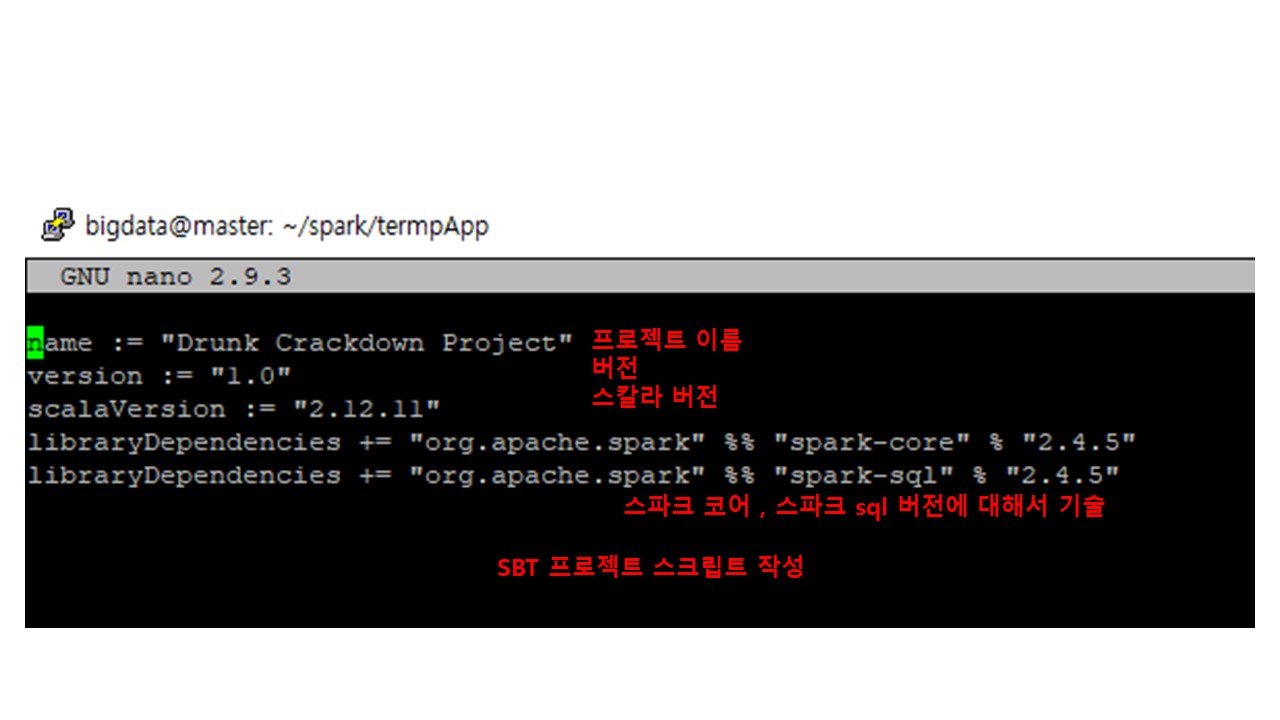 bigdata@master: ~/spark/termpApp
GNU nano 2.9.3
name := "Drunk Crackdown Project" 프로젝트 이름
version := "1.0" 버전
scalaVersion := "2.12.11" 스칼라 버전
libraryDependencies += "org.apache.spark" %% "spark-core" % "2.4.5"
libraryDependencies += "org.apache.spark" %% "spark-sql" % "2.4.5"
스파크 코어 , 스파크 sql 버전에 대해서 기술
SBT 프로젝트 스크립트 작성